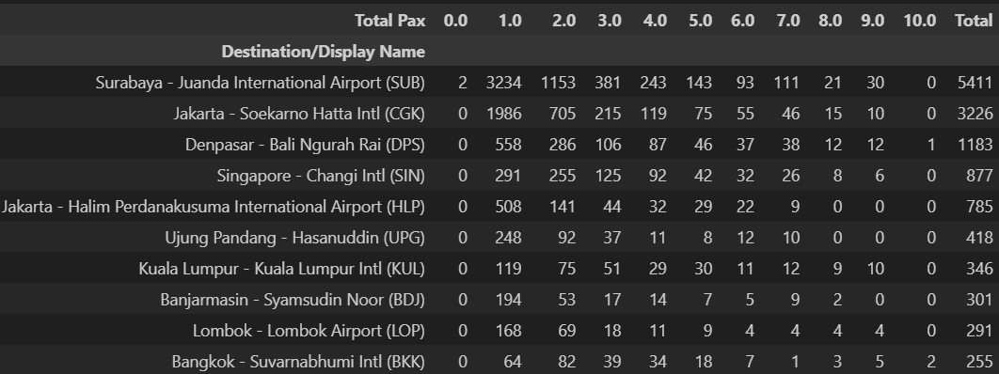 Total Pax 0.0 1.0 2.0 3.0 4.0 5.0 6.0 7.0 8.0 9.0 10.0 Total
Destination/Display Name
Surabaya - Juanda International Airport (SUB) 2 3234 1153 381 243 143 93 111 21 30 0 5411
Jakarta - Soekarno Hatta Intl (CGK) 0 1986 705 215 119 75 55 46 15 10 0 3226
Denpasar - Bali Ngurah Rai (DPS) 0 558 286 106 87 46 37 38 12 12 1 1183
Singapore - Changi Intl (SIN) 0 291 255 125 92 42 32 26 8 6 0 877
Jakarta - Halim Perdanakusuma International Airport (HLP) 0 508 141 44 32 29 22 9 0 0 0 785
Ujung Pandang - Hasanuddin (UPG) 0 248 92 37 11 8 12 10 0 0 0 418
Kuala Lumpur - Kuala Lumpur Intl (KUL) 0 119 75 51 29 30 11 12 9 10 0 346
Banjarmasin - Syamsudin Noor (BDJ) 0 194 53 17 14 7 5 9 2 0 0 301
Lombok - Lombok Airport (LOP) 0 168 69 18 11 9 4 4 4 4 0 291
Bangkok - Suvarnabhumi Intl (BKK) 0 64 82 39 34 18 7 1 3 5 2 255